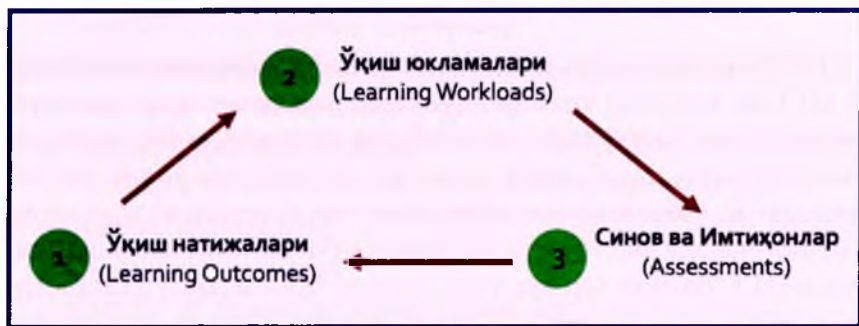 2
Ўқиш юкламалари
(Learning Workloads)
1
Ўқиш натижалари
(Learning Outcomes)
3
Синов ва Имтиҳонлар
(Assessments)